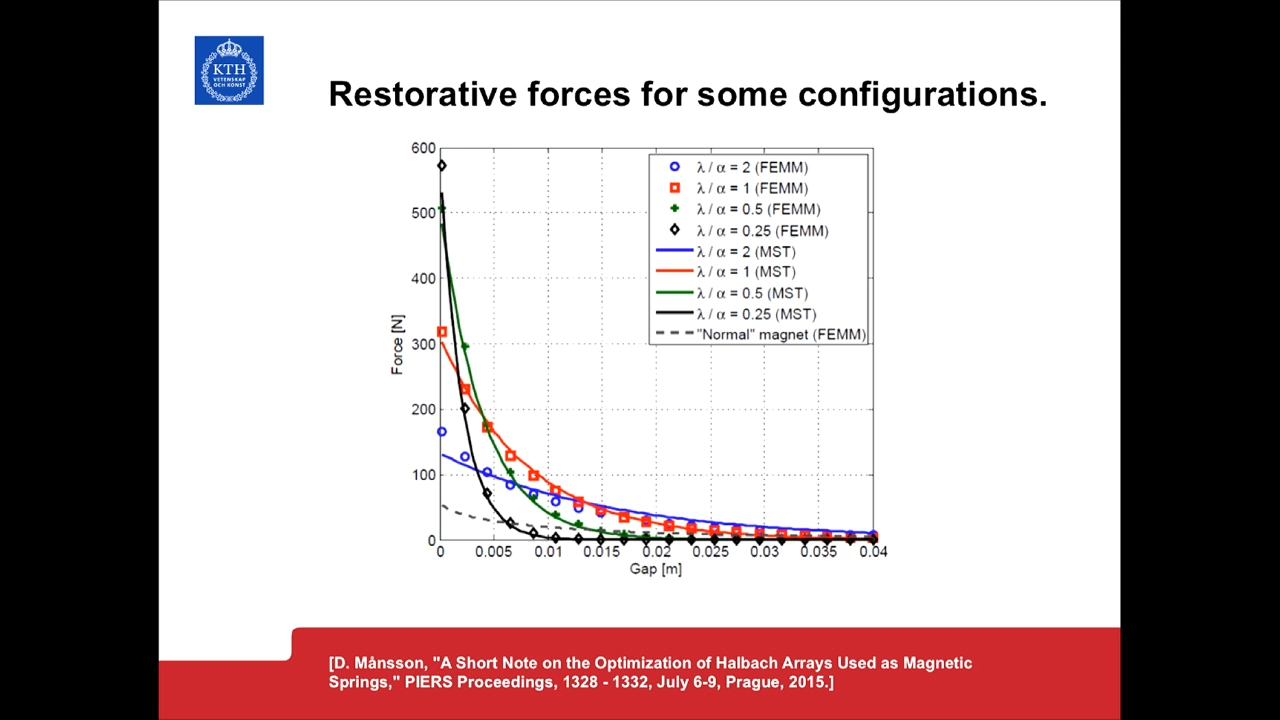 KTH
VETENSKAP
OCH KONST
Restorative forces for some configurations.
600
500
400
300
200
100
0
Force [N]
λ / α = 2 (FEMM)
λ / α = 1 (FEMM)
λ / α = 0.5 (FEMM)
λ / α = 0.25 (FEMM)
λ / α = 2 (MST)
λ / α = 1 (MST)
λ / α = 0.5 (MST)
λ / α = 0.25 (MST)
"Normal" magnet (FEMM)
0 0.005 0.01 0.015 0.02 0.025 0.03 0.035 0.04
Gap [m]
[D. Månsson, "A Short Note on the Optimization of Halbach Arrays Used as Magnetic
Springs," PIERS Proceedings, 1328 - 1332, July 6-9, Prague, 2015.]